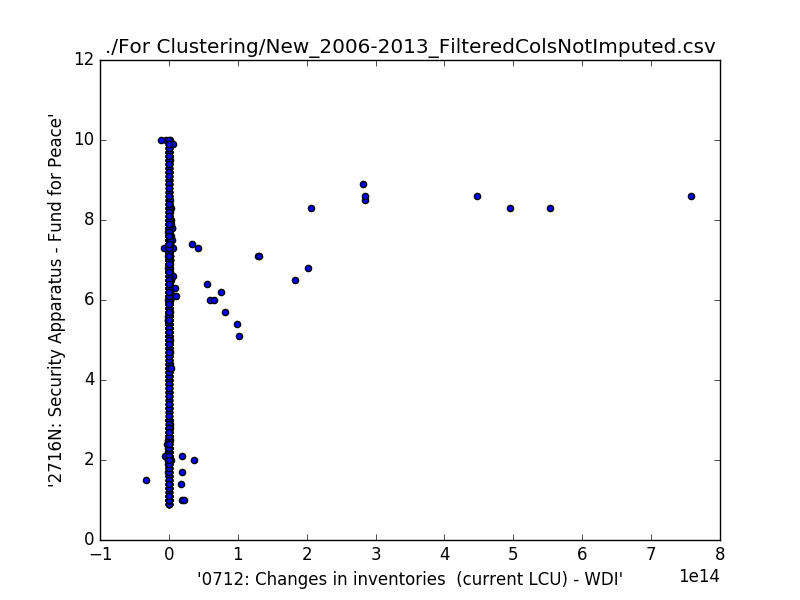 ./For Clustering/New_2006-2013_FilteredColsNotImputed.csv
'2716N: Security Apparatus - Fund for Peace'
12
10
8
6
4
2
0
−1 0 1 2 3 4 5 6 7 8
1e14
'0712: Changes in inventories  (current LCU) - WDI'